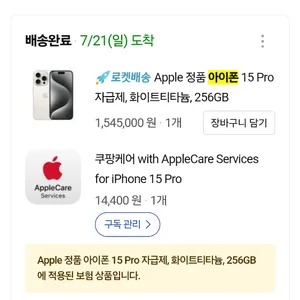 배송완료 · 7/21(일) 도착
로켓배송 Apple 정품 아이폰 15 Pro
자급제, 화이트티타늄, 256GB
1,545,000 원 · 1개
장바구니 담기
쿠팡케어 with AppleCare Services
for iPhone 15 Pro
AppleCare
Services
14,400 원 · 1개
구독 관리 >
Apple 정품 아이폰 15 Pro 자급제, 화이트티타늄, 256GB
에 적용된 보험 상품입니다.